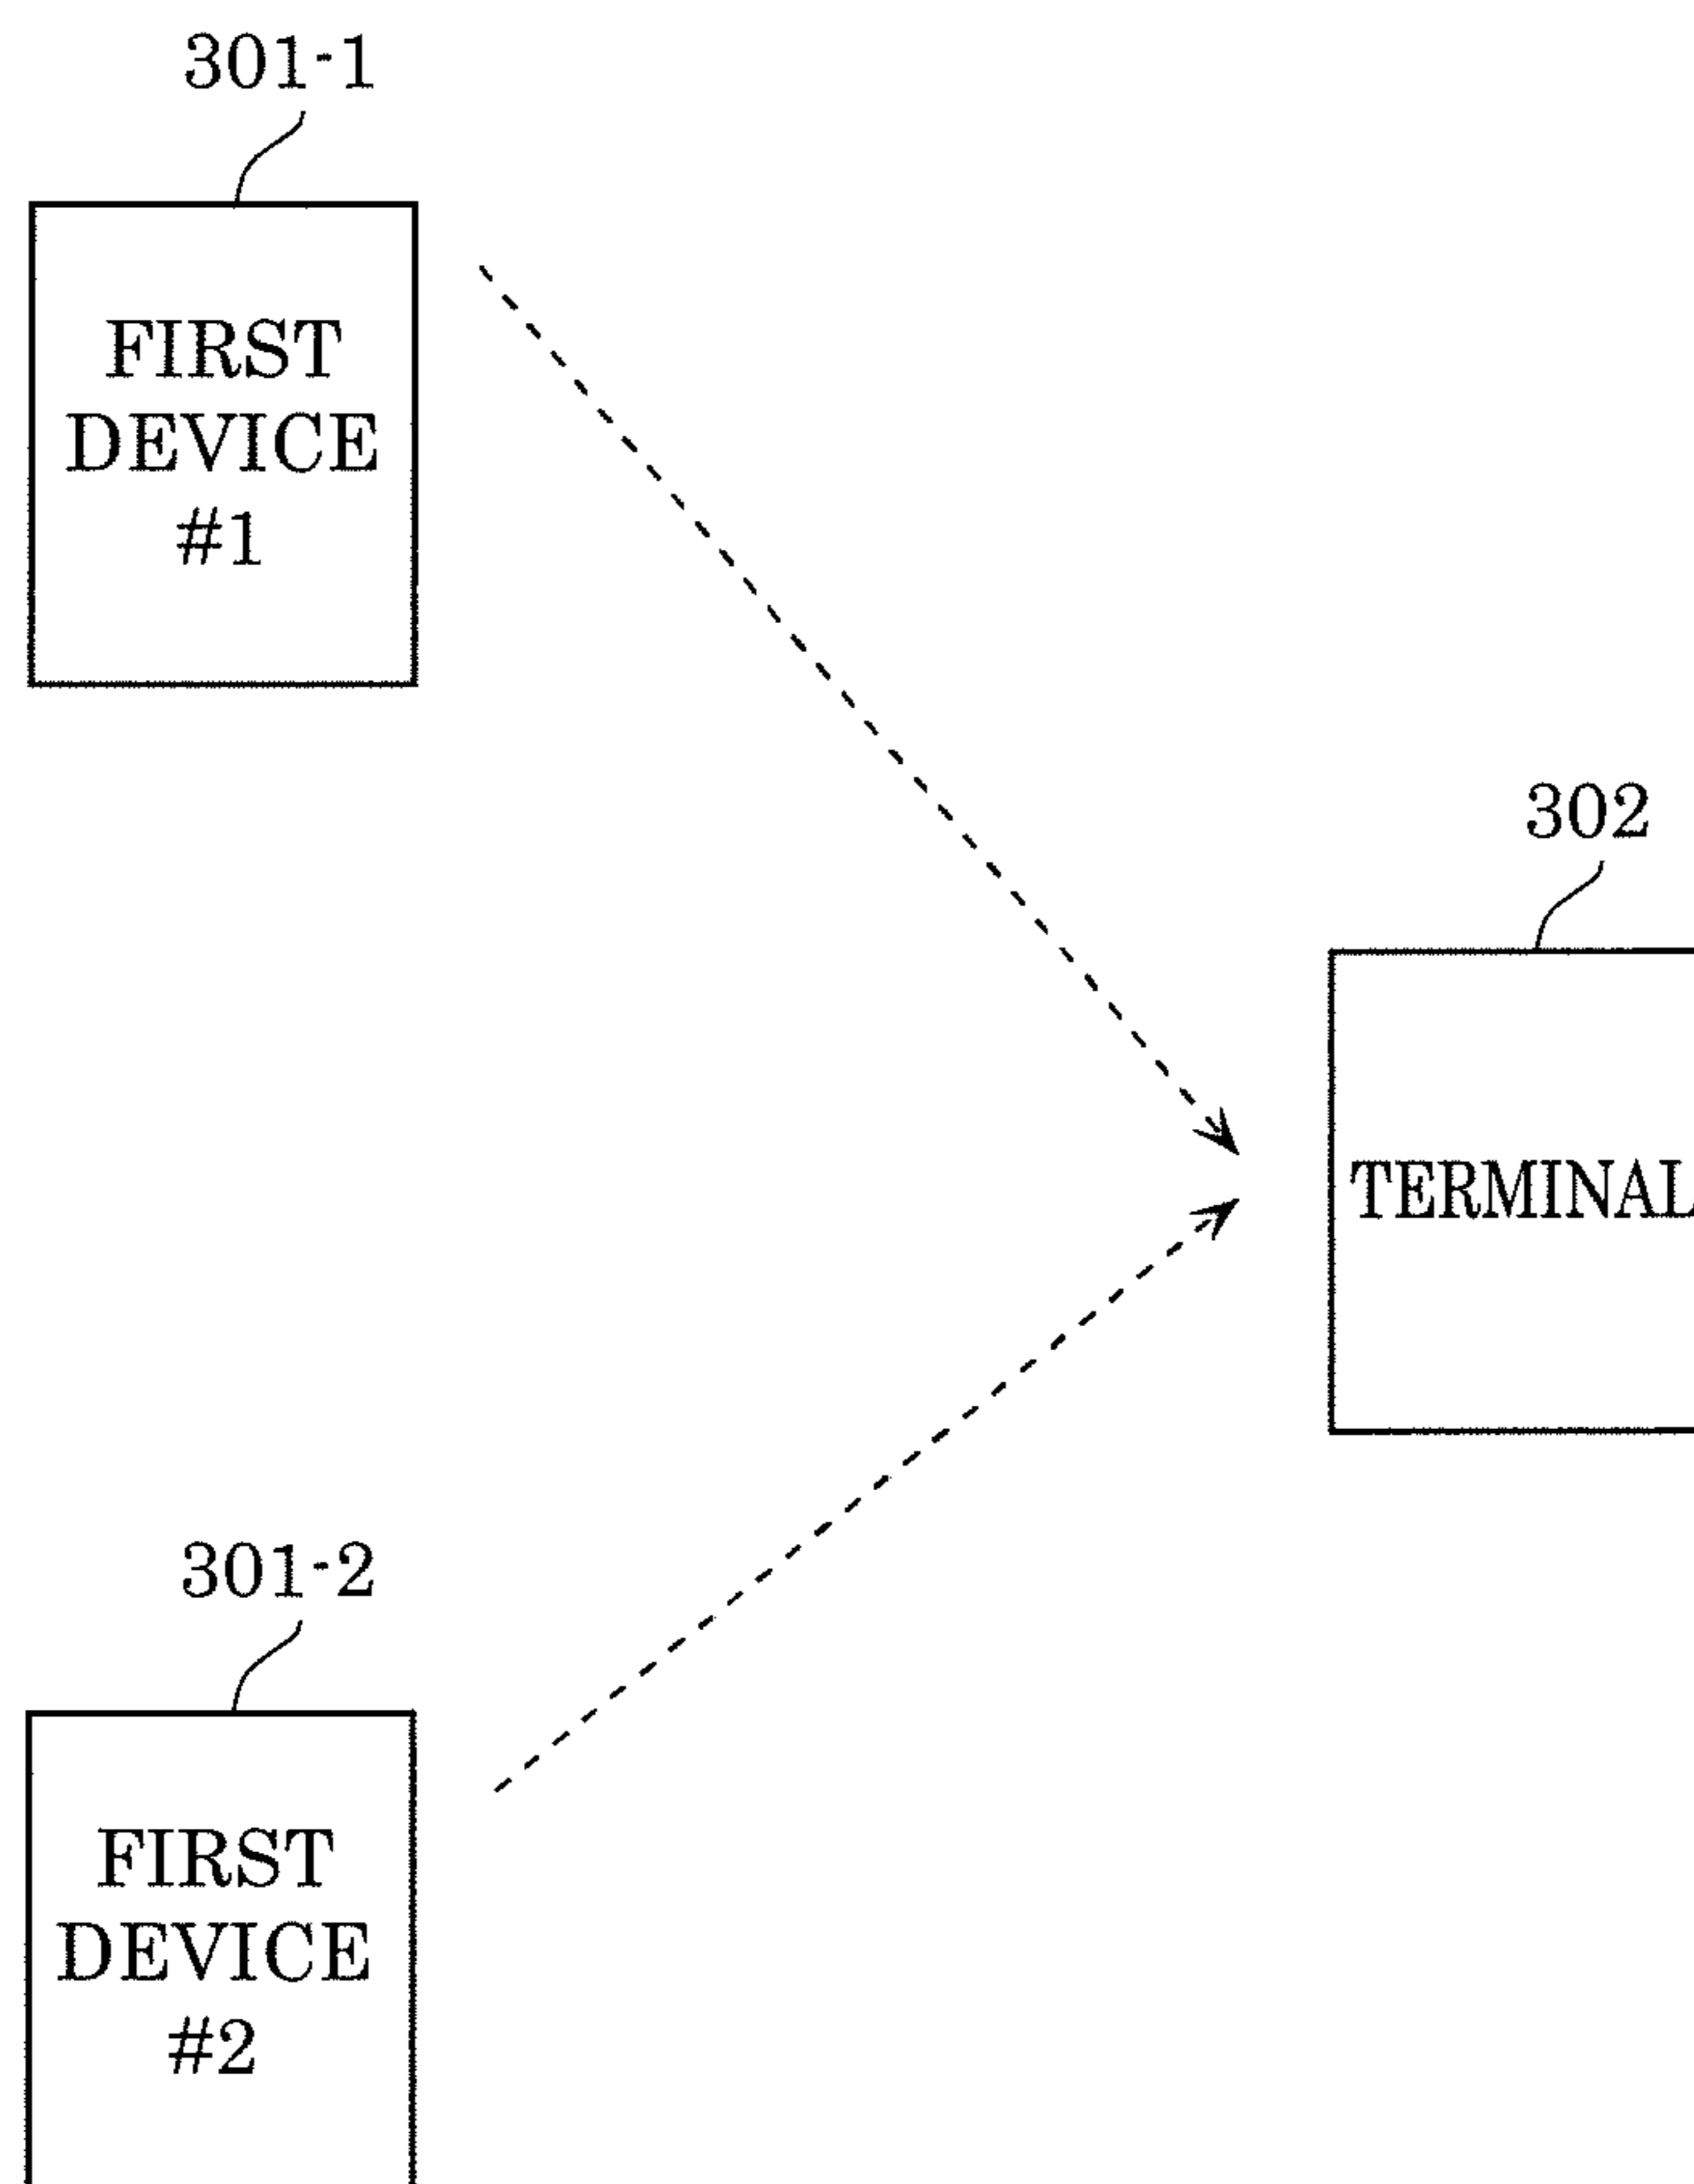 301-1
FIRST
DEVICE
#1
302
TERMINAL
301-2
FIRST
DEVICE
#2